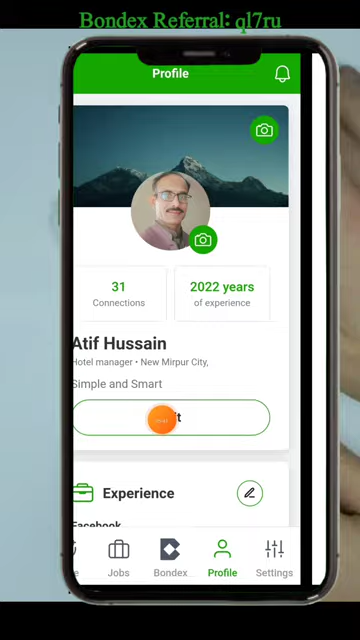 Bondex Referral: ql7ru
Profile
31
Connections
2022 years
of experience
Atif Hussain
Hotel manager • New Mirpur City,
Simple and Smart
Experience
Facebook
Jobs
Bondex
Profile
Settings